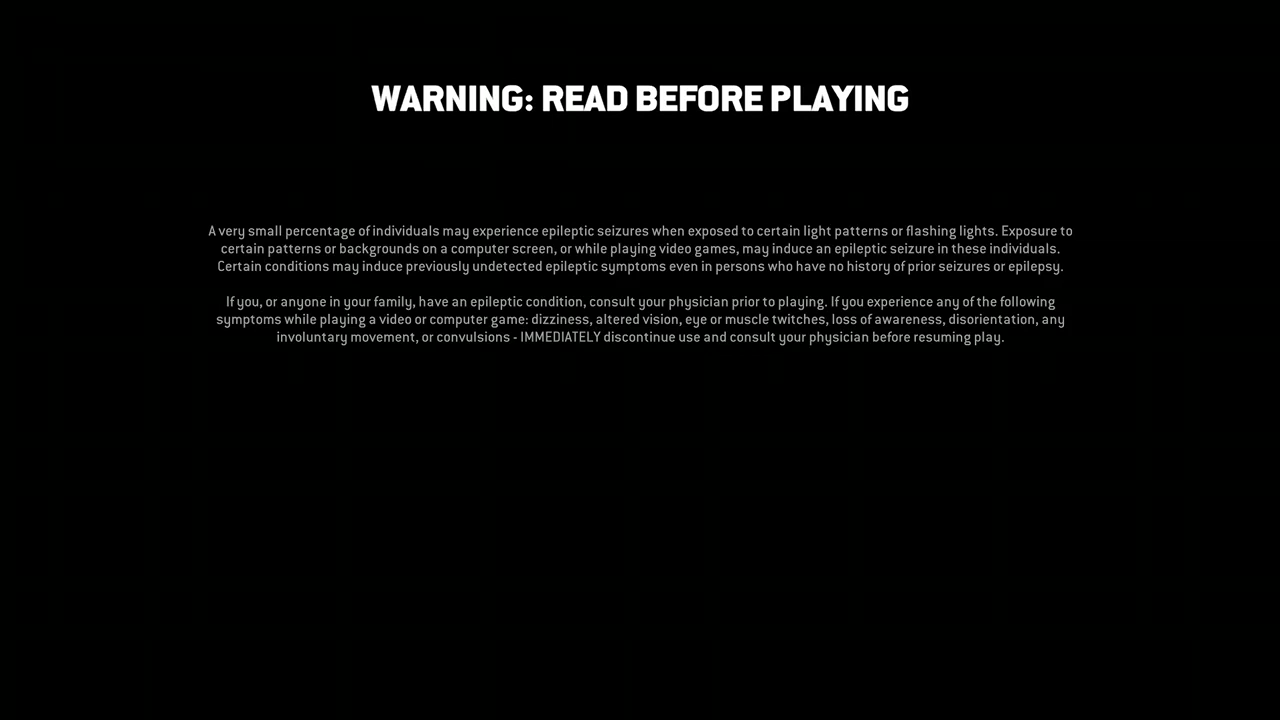 WARNING: READ BEFORE PLAYING
A very small percentage of individuals may experience epileptic seizures when exposed to certain light patterns or flashing lights. Exposure to
certain patterns or backgrounds on a computer screen, or while playing video games, may induce an epileptic seizure in these individuals.
Certain conditions may induce previously undetected epileptic symptoms even in persons who have no history of prior seizures or epilepsy.
If you, or anyone in your family, have an epileptic condition, consult your physician prior to playing. If you experience any of the following
symptoms while playing a video or computer game: dizziness, altered vision, eye or muscle twitches, loss of awareness, disorientation, any
involuntary movement, or convulsions - IMMEDIATELY discontinue use and consult your physician before resuming play.